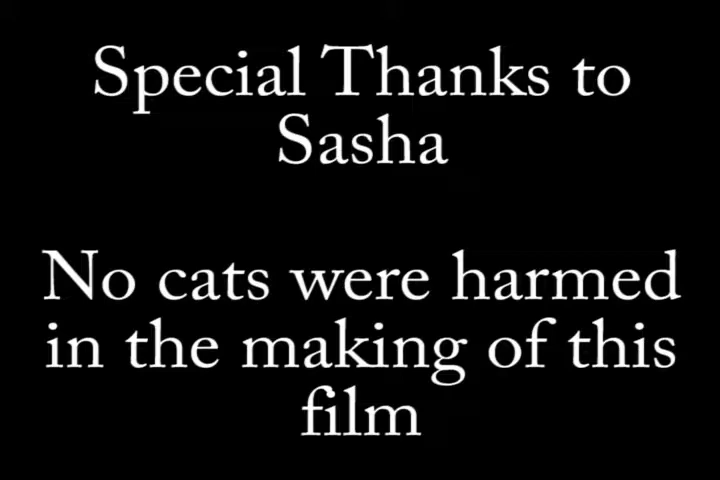 Special Thanks to
Sasha
No cats were harmed
in the making of this
film